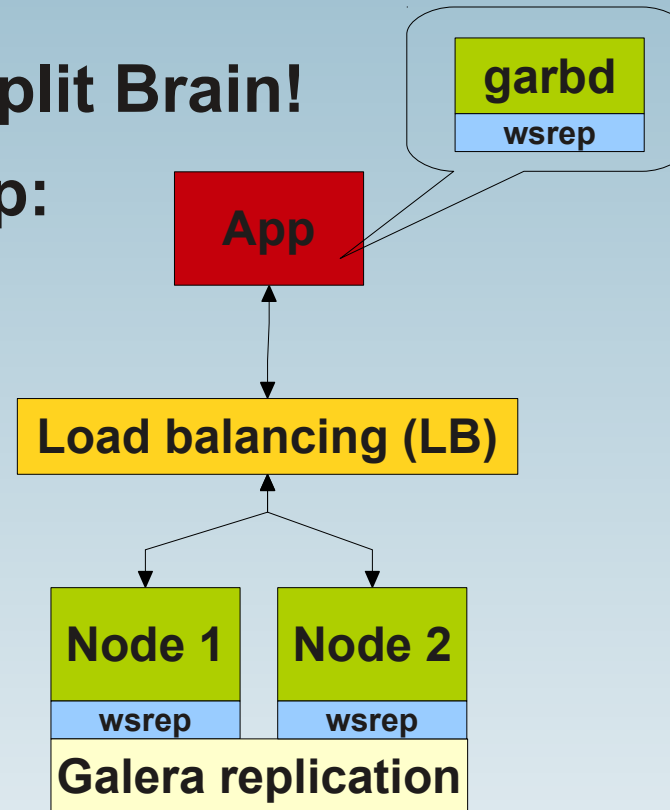 plit Brain!
garbd
wsrep
p:
App
Load balancing (LB)
Node 1
Node 2
wsrep
wsrep
Galera replication